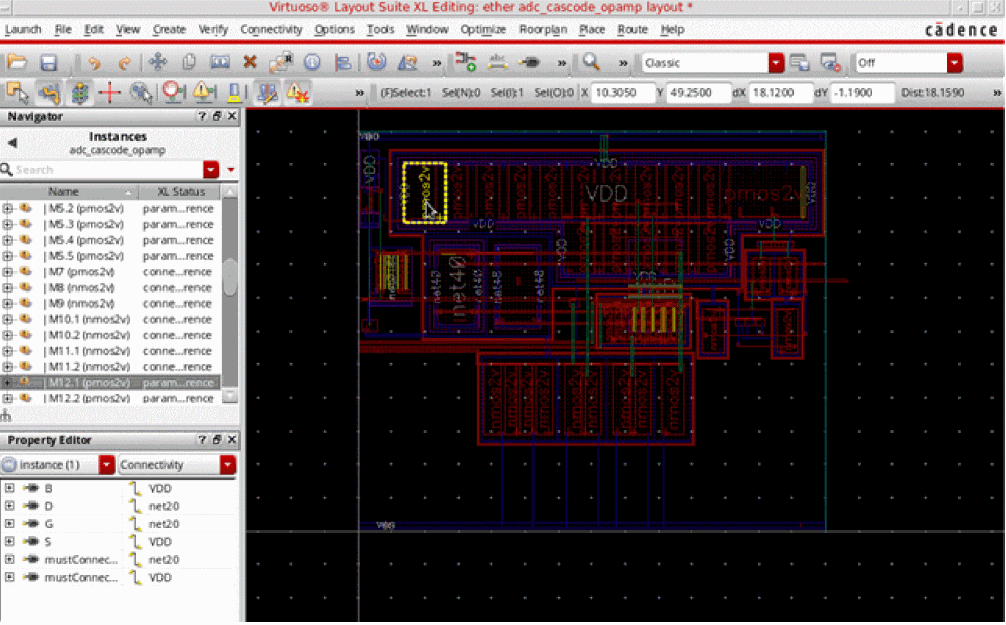 Virtuoso® Layout Suite XL Editing: ether adc_cascode_opamp layout *
Launch File Edit View Create Verify Connectivity Options Tools Window Optimize Floorplan Place Route Help
cādence
» » » Classic Off
» (F)Select:1 Sel(N):0 Sel(I):1 Sel(O):0 X 10.3050 Y 49.2500 dX 18.1200 dY -1.1900 Dist:18.1590 »
Navigator
Instances
adc_cascode_opamp
Search
Name XL Status
|M5.2 (pmos2v) param...rence
|M5.3 (pmos2v) param...rence
|M5.4 (pmos2v) param...rence
|M5.5 (pmos2v) param...rence
|M7 (pmos2v) conne...rence
|M8 (nmos2v) conne...rence
|M9 (nmos2v) conne...rence
|M10.1 (nmos2v) conne...rence
|M10.2 (nmos2v) conne...rence
|M11.1 (nmos2v) conne...rence
|M11.2 (nmos2v) conne...rence
|M12.1 (pmos2v) param...rence
|M12.2 (pmos2v) param...rence
Property Editor
instance (1) Connectivity
B VDD
D net20
G net20
S VDD
mustConnec... net20
mustConnec... VDD
VDD
VDD
pmos2v
VDD
pmos2v
VDD
VDD
VDD
VDD
VDD
net40
net40
net40
net48
net48